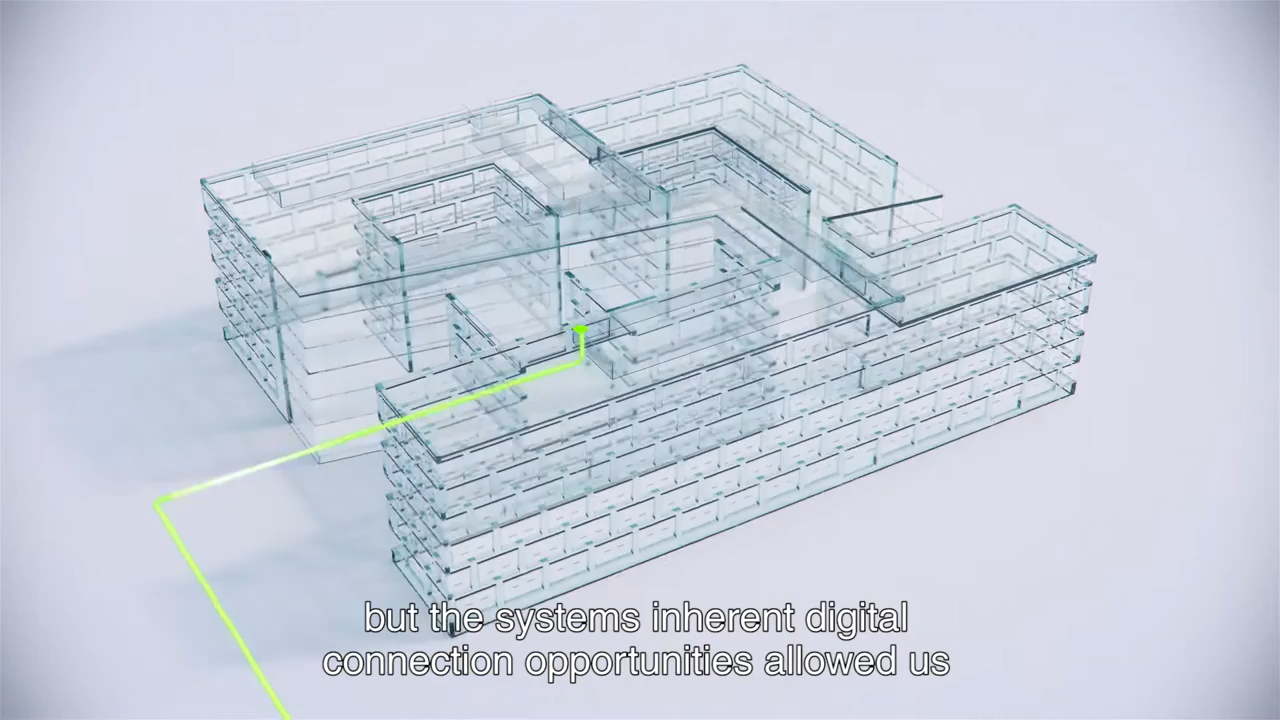 but the systems inherent digital
connection opportunities allowed us